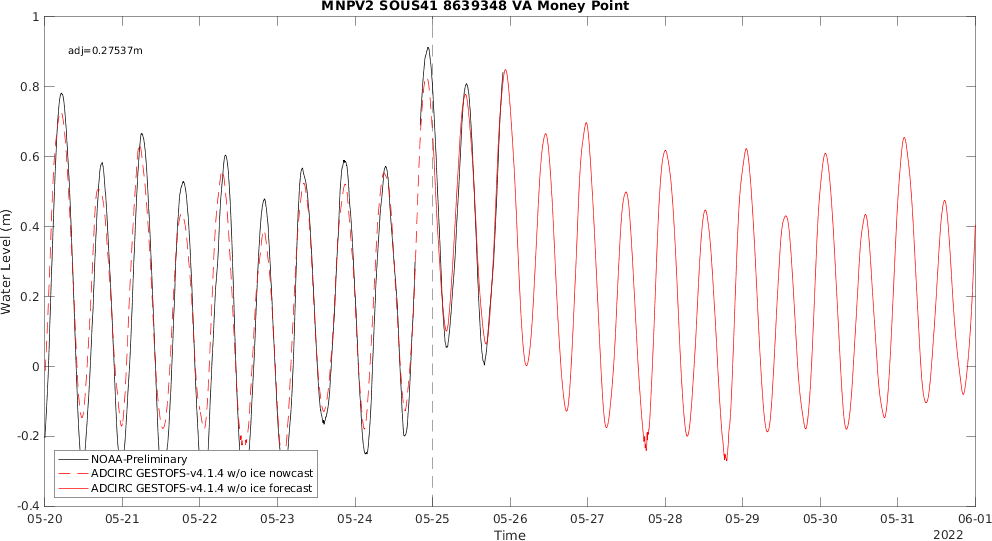 MNPV2 SOUS41 8639348 VA Money Point
adj=0.27537m
Water Level (m)
1
0.8
0.6
0.4
0.2
0
-0.2
-0.4
NOAA-Preliminary
ADCIRC GESTOFS-v4.1.4 w/o ice nowcast
ADCIRC GESTOFS-v4.1.4 w/o ice forecast
05-20 05-21 05-22 05-23 05-24 05-25 05-26 05-27 05-28 05-29 05-30 05-31 06-01
Time
2022